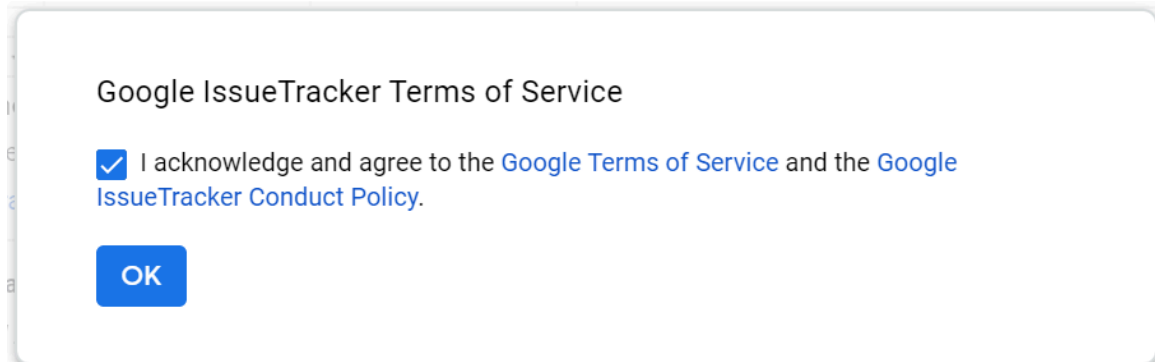 Google IssueTracker Terms of Service
I acknowledge and agree to the Google Terms of Service and the Google
IssueTracker Conduct Policy.
OK